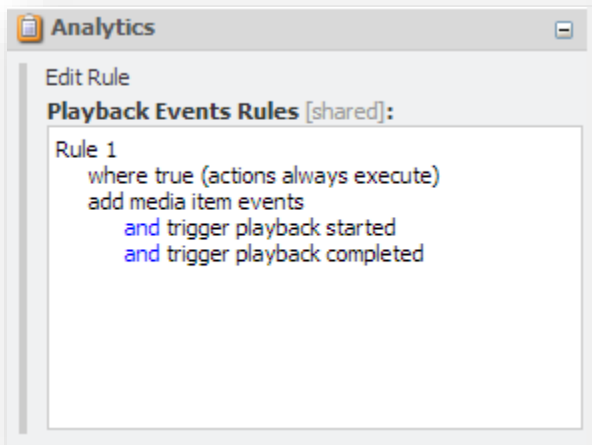 Analytics
Edit Rule
Playback Events Rules [shared]:
Rule 1
where true (actions always execute)
add media item events
and trigger playback started
and trigger playback completed